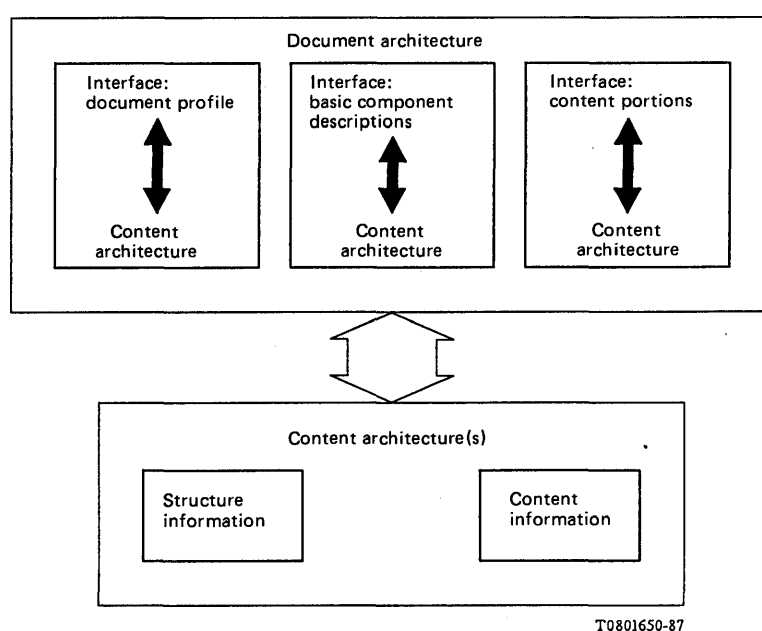 Document architecture
Interface:
document profile
Content
architecture
Interface:
basic component
descriptions
Content
architecture
Interface:
content portions
Content
architecture
Content architecture(s)
Structure
information
Content
information
T0801650-87